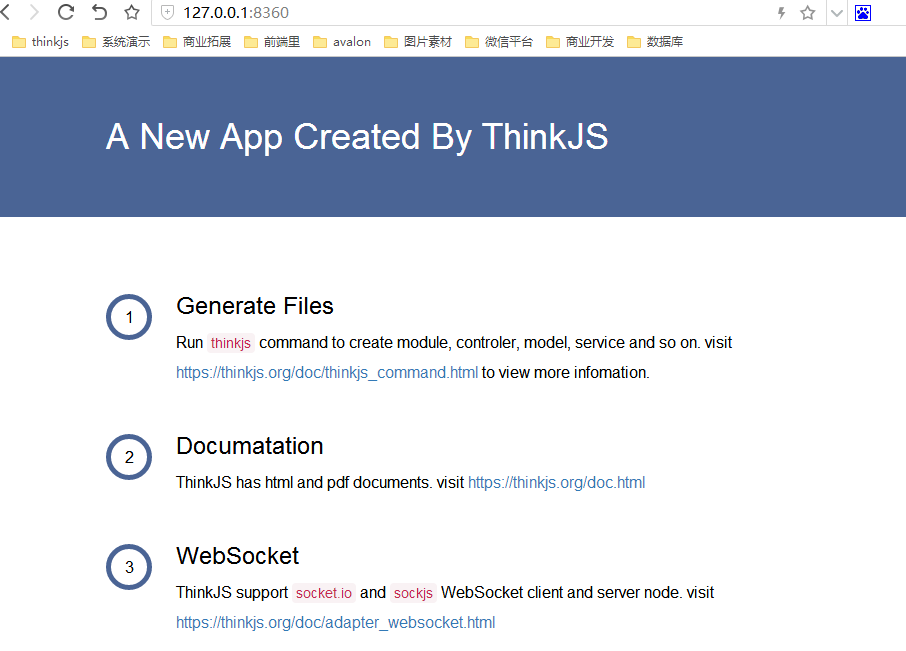 127.0.0.1:8360
thinkjs 系统演示 商业拓展 前端里 avalon 图片素材 微信平台 商业开发 数据库
A New App Created By ThinkJS
1 Generate Files
Run thinkjs command to create module, controler, model, service and so on. visit
https://thinkjs.org/doc/thinkjs_command.html to view more infomation.
2 Documatation
ThinkJS has html and pdf documents. visit https://thinkjs.org/doc.html
3 WebSocket
ThinkJS support socket.io and sockjs WebSocket client and server node. visit
https://thinkjs.org/doc/adapter_websocket.html